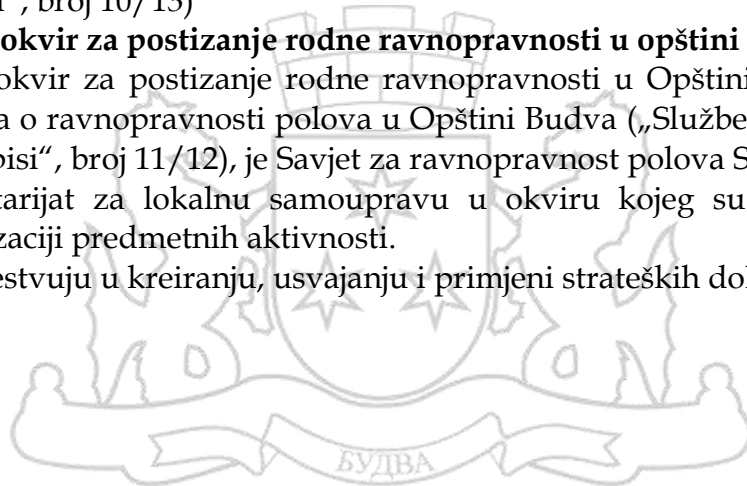 i“, broj 10/13)
okvir za postizanje rodne ravnopravnosti u opštini
okvir za postizanje rodne ravnopravnosti u Opštini
a o ravnopravnosti polova u Opštini Budva („Službe
pisi“, broj 11/12), je Savjet za ravnopravnost polova S
tarijat za lokalnu samoupravu u okviru kojeg su
zaciji predmetnih aktivnosti.
estvuju u kreiranju, usvajanju i primjeni strateških do
БУДВА